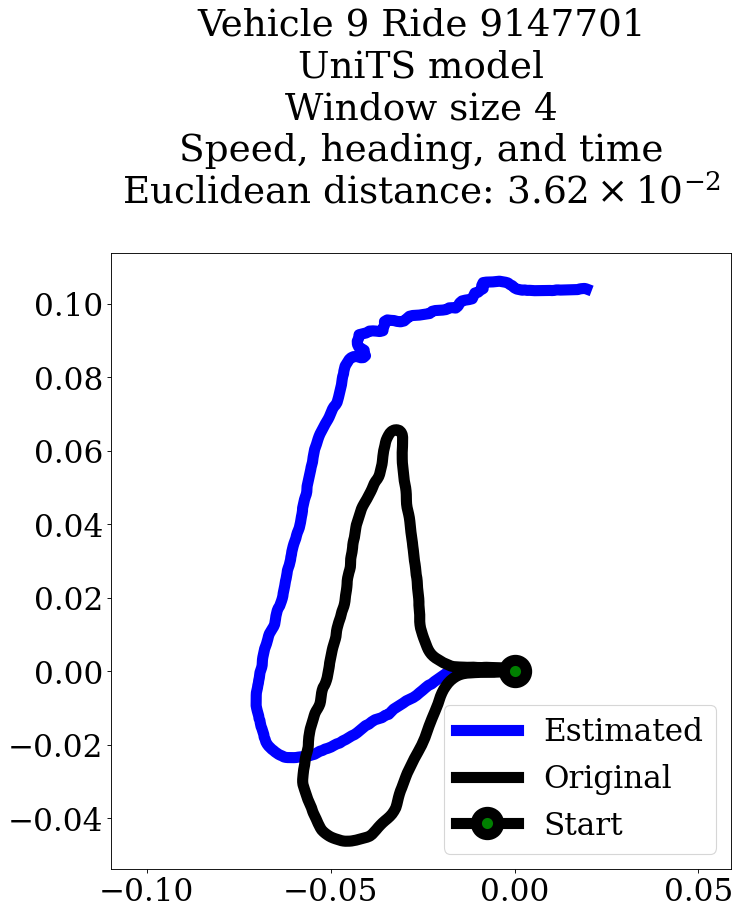 Vehicle 9 Ride 9147701
UniTS model
Window size 4
Speed, heading, and time
Euclidean distance: 3.62 × 10⁻²
0.10
0.08
0.06
0.04
0.02
0.00
−0.02
−0.04
Estimated
Original
Start
−0.10
−0.05
0.00
0.05